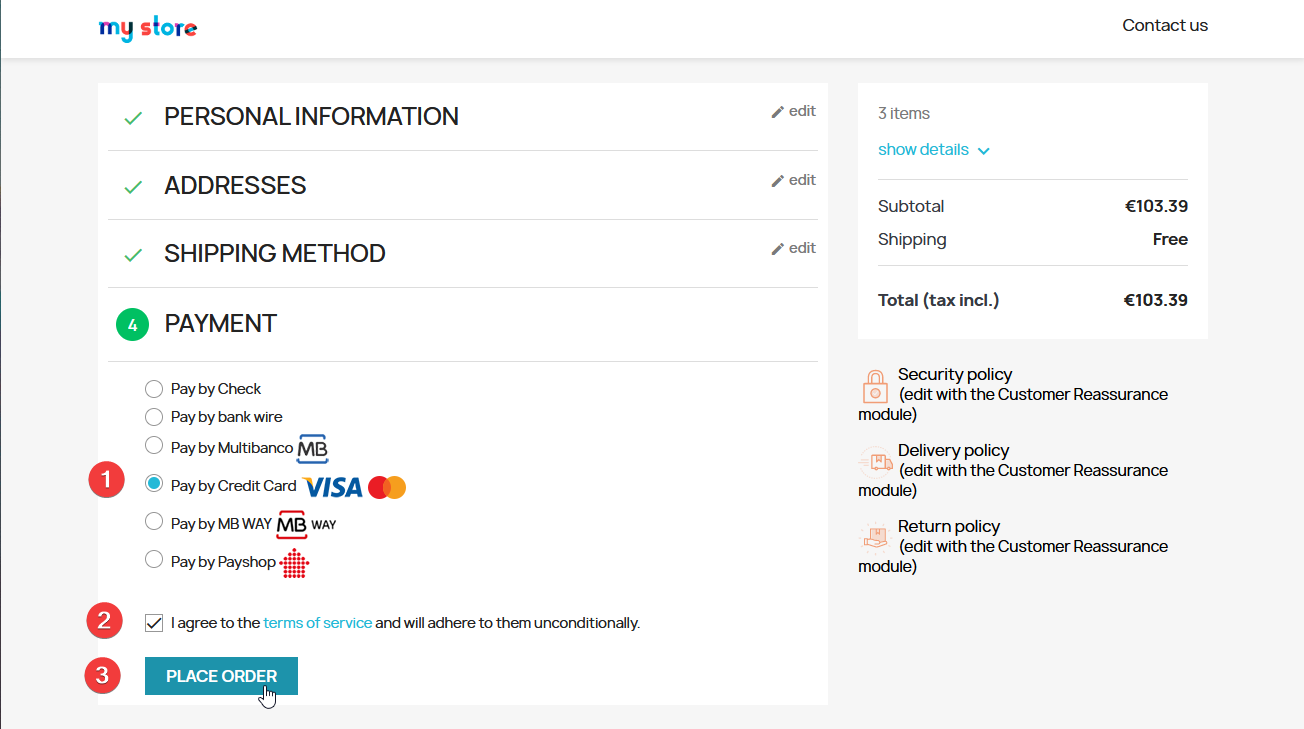 my store
Contact us
PERSONAL INFORMATION
edit
ADDRESSES
edit
SHIPPING METHOD
edit
4 PAYMENT
Pay by Check
Pay by bank wire
Pay by Multibanco MB
1 Pay by Credit Card VISA
Pay by MB WAY MB WAY
Pay by Payshop
2 I agree to the terms of service and will adhere to them unconditionally.
3 PLACE ORDER
3 items
show details
Subtotal €103.39
Shipping Free
Total (tax incl.) €103.39
Security policy
(edit with the Customer Reassurance
module)
Delivery policy
(edit with the Customer Reassurance
module)
Return policy
(edit with the Customer Reassurance
module)